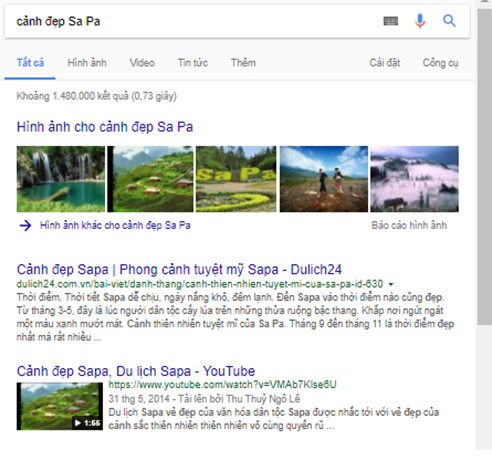 cảnh đẹp Sa Pa
Tất cả Hình ảnh Video Tin tức Thêm Cài đặt Công cụ
Khoảng 1.480.000 kết quả (0,73 giây)
Hình ảnh cho cảnh đẹp Sa Pa
Sa Pa
Hình ảnh khác cho cảnh đẹp Sa Pa Báo cáo hình ảnh
Cảnh đẹp Sapa | Phong cảnh tuyệt mỹ Sapa - Dulich24
dulich24.com.vn/bai-viet/danh-thang/canh-thien-nhien-tuyet-mi-cua-sa-pa-id-630
Thời điểm. Thời tiết Sapa dễ chịu, ngày nắng khô, đêm lạnh. Đến Sapa vào thời điểm nào cũng đẹp.
Từ tháng 3-5, đây là lúc người dân tộc cấy lúa trên những thửa ruộng bậc thang. Khắp nơi ngút ngát
một màu xanh mướt mát. Cảnh thiên nhiên tuyệt mĩ của Sa Pa. Tháng 9 đến tháng 11 là thời điểm đẹp
nhất mà rất nhiều ...
Cảnh đẹp Sapa, Du lịch Sapa - YouTube
https://www.youtube.com/watch?v=VMAb7Klse6U
31 thg 5, 2014 - Tải lên bởi Thu Thuỷ Ngô Lê
Du lịch Sapa vẻ đẹp của văn hóa dân tộc Sapa được nhắc tới với vẻ đẹp của
cảnh sắc thiên nhiên thiên nhiên vô cùng quyến rũ ...
1:55